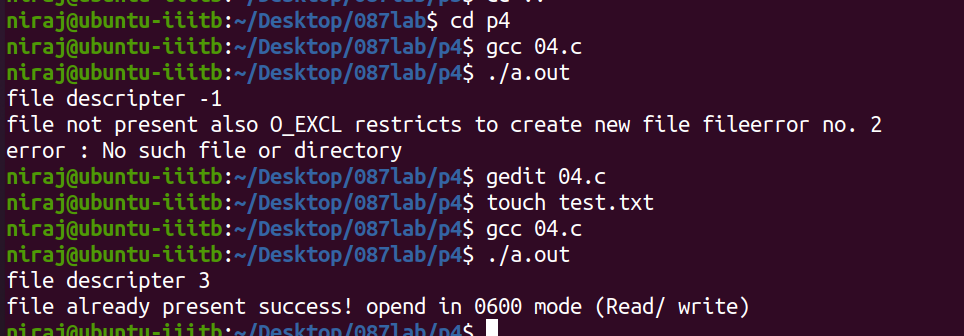 niraj@ubuntu-iiitb:~/Desktop/087lab$ cd p4
niraj@ubuntu-iiitb:~/Desktop/087lab/p4$ gcc 04.c
niraj@ubuntu-iiitb:~/Desktop/087lab/p4$ ./a.out
file descripter -1
file not present also O_EXCL restricts to create new file fileerror no. 2
error : No such file or directory
niraj@ubuntu-iiitb:~/Desktop/087lab/p4$ gedit 04.c
niraj@ubuntu-iiitb:~/Desktop/087lab/p4$ touch test.txt
niraj@ubuntu-iiitb:~/Desktop/087lab/p4$ gcc 04.c
niraj@ubuntu-iiitb:~/Desktop/087lab/p4$ ./a.out
file descripter 3
file already present success! opend in 0600 mode (Read/ write)
niraj@ubuntu-iiitb:~/Desktop/087lab/p4$